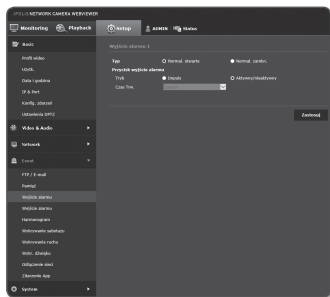 iPOLiS NETWORK CAMERA WEBVIEWER
Monitoring
Playback
Setup
ADMIN
Status
Basic
Profil wideo
Użytk.
Data i godzina
IP & Port
Konfig. zdarzeń
Ustawienia DPTZ
Video & Audio
Network
Event
FTP / E-mail
Pamięć
Wejście alarmu
Wyjście alarmu
Harmonogram
Wykrywanie sabotażu
Wykrywanie ruchu
Wykr. dźwięku
Odłączenie sieci
Zdarzenie App
System
Wyjście alarmu 1
Typ
Normal. otwarte
Normal. zamkn.
Przycisk wyjście alarmu
Tryb
Impuls
Aktywny/nieaktywny
Czas Trw.
Zastosuj